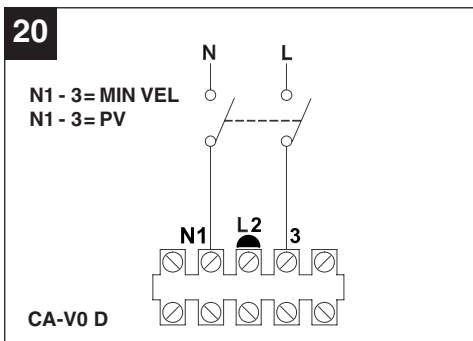 20
N L
N1 - 3= MIN VEL
N1 - 3= PV
N1 L2 3
CA-V0 D